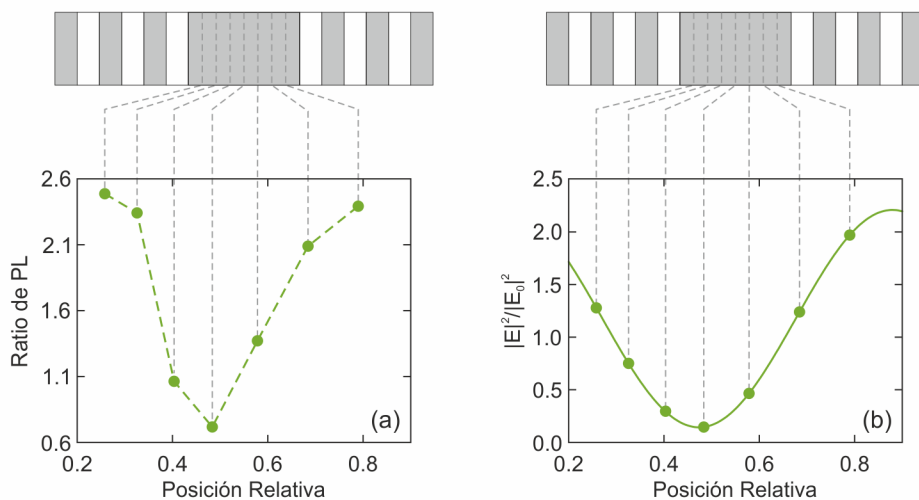 2.6
2.1
1.6
1.1
0.6
Ratio de PL
(a)
0.2 0.4 0.6 0.8
Posición Relativa
2.5
2.0
1.5
1.0
0.5
0.0
|E|²/|E₀|²
(b)
0.2 0.4 0.6 0.8
Posición Relativa